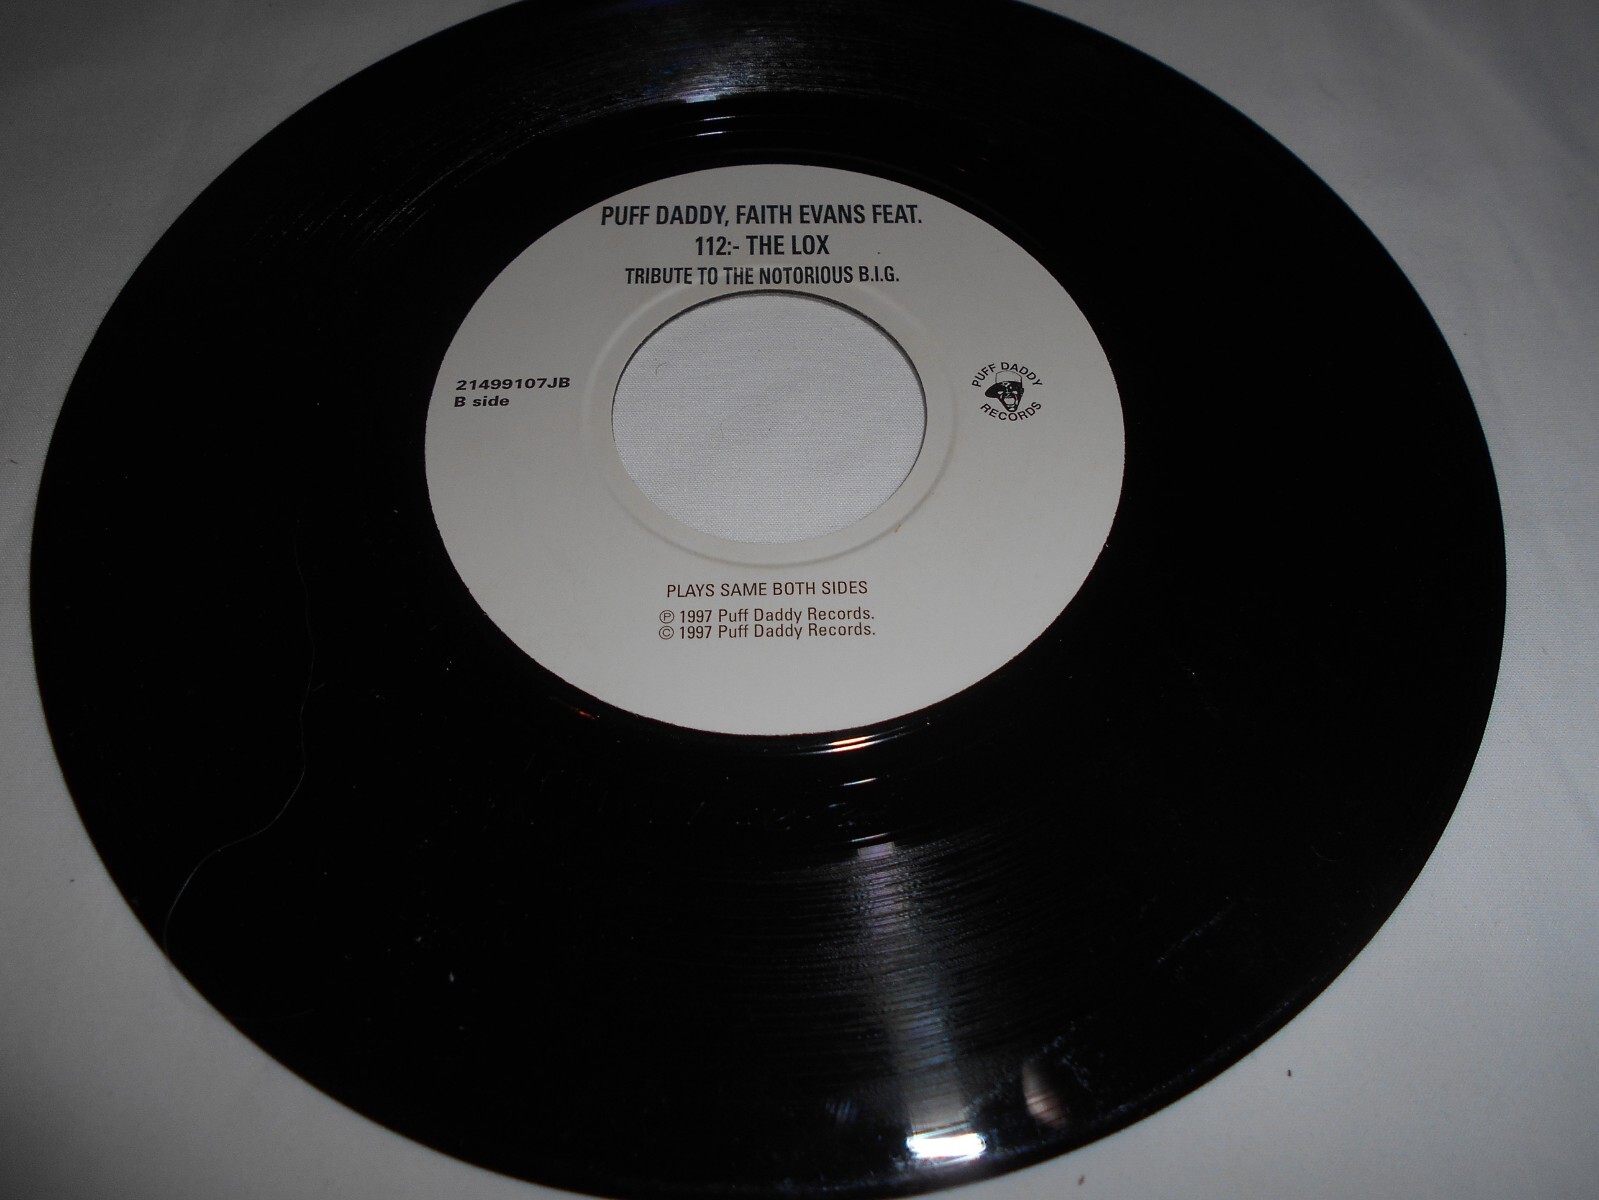 PUFF DADDY, FAITH EVANS FEAT.
112:- THE LOX
TRIBUTE TO THE NOTORIOUS B.I.G.
21499107JB
B side
PUFF DADDY
RECORDS
PLAYS SAME BOTH SIDES
℗ 1997 Puff Daddy Records.
© 1997 Puff Daddy Records.